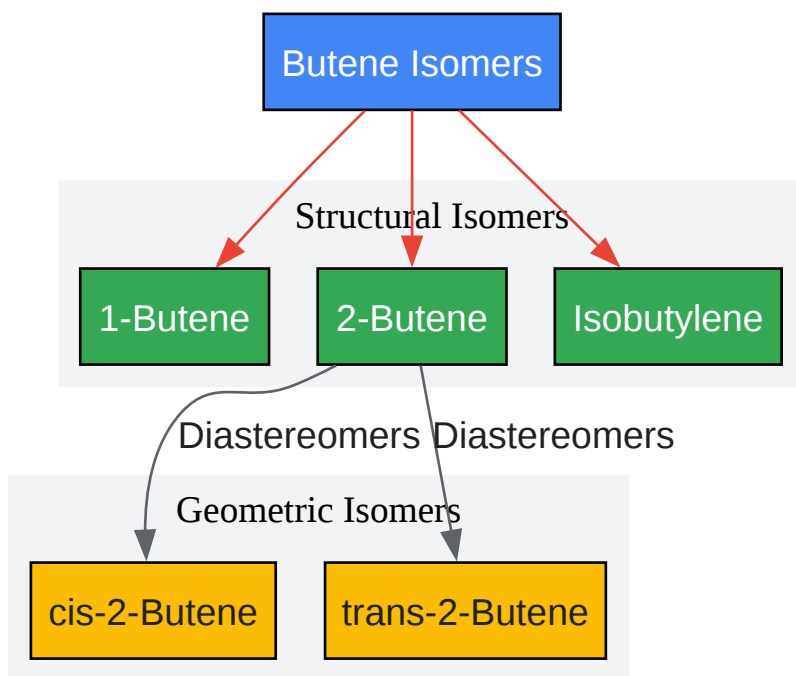 Butene Isomers
Structural Isomers
1-Butene
2-Butene
Isobutylene
Diastereomers
Diastereomers
Geometric Isomers
cis-2-Butene
trans-2-Butene